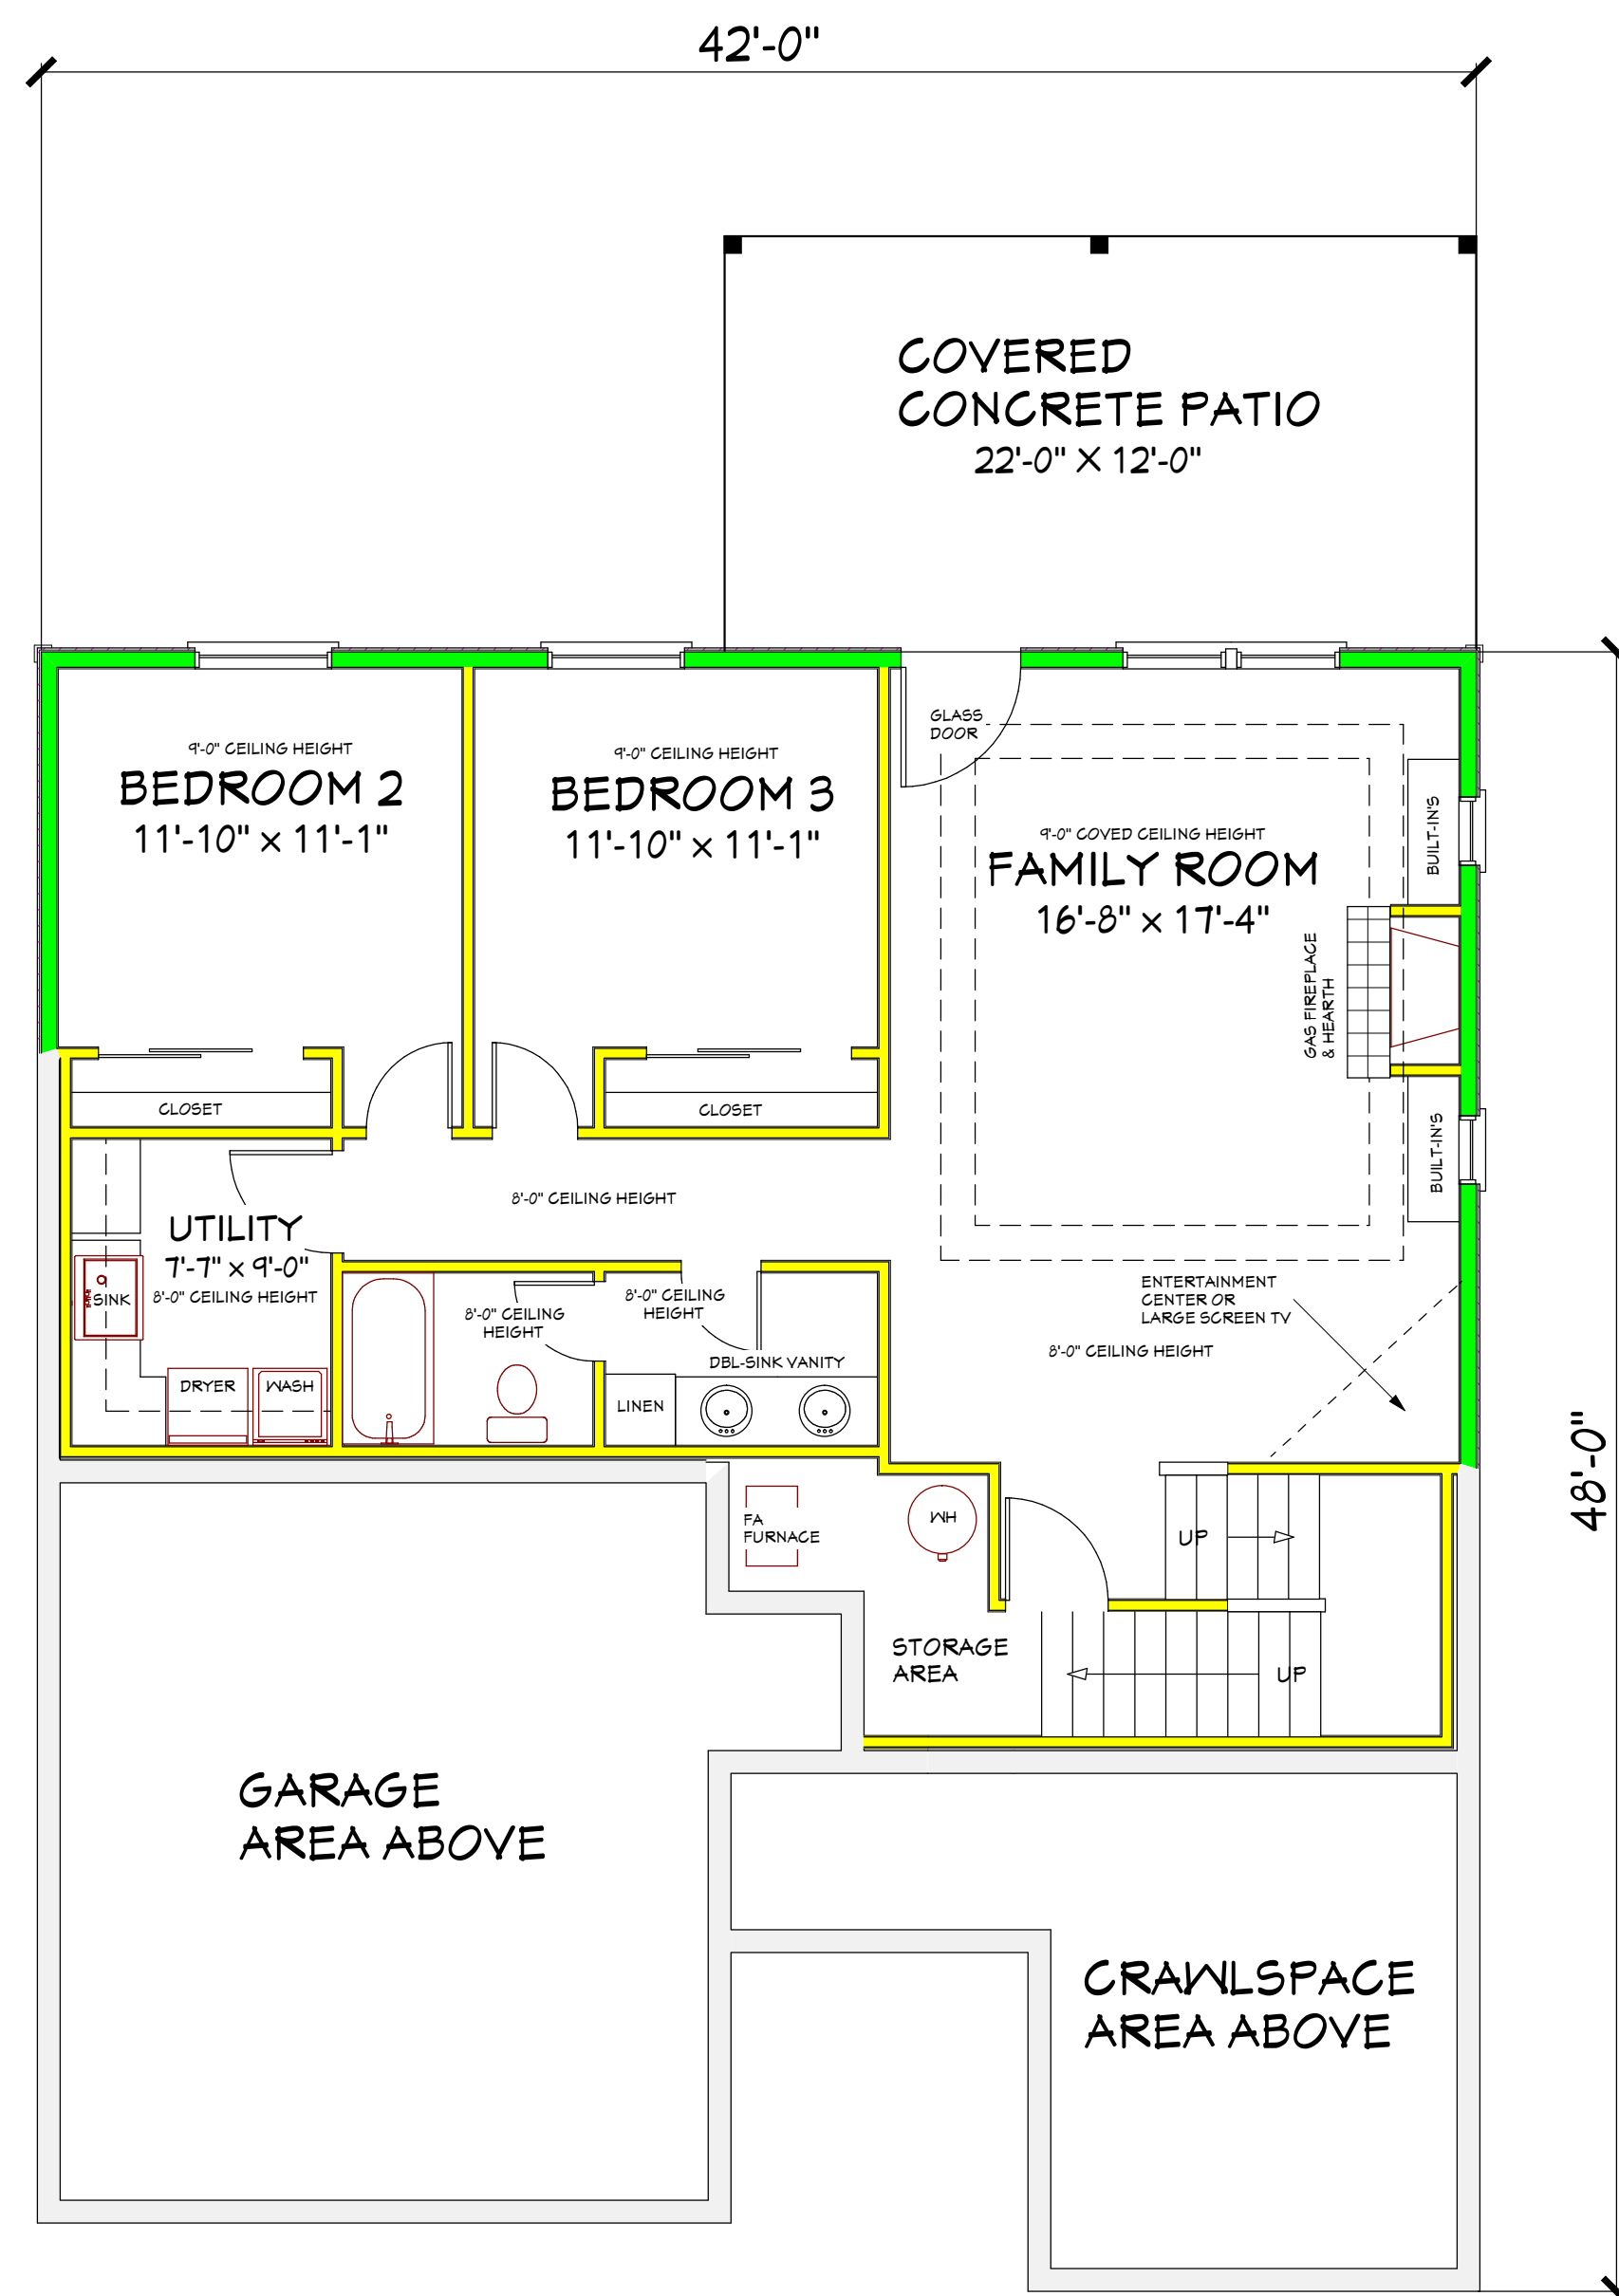 42'-0"
COVERED
CONCRETE PATIO
22'-0" X 12'-0"
GLASS
DOOR
9'-0" CEILING HEIGHT
BEDROOM 2
11'-10" x 11'-1"
9'-0" CEILING HEIGHT
BEDROOM 3
11'-10" x 11'-1"
9'-0" COVED CEILING HEIGHT
FAMILY ROOM
16'-8" x 17'-4"
BUILT-IN'S
GAS FIREPLACE
& HEARTH
BUILT-IN'S
CLOSET
CLOSET
8'-0" CEILING HEIGHT
UTILITY
7'-7" x 9'-0"
8'-0" CEILING HEIGHT
SINK
8'-0" CEILING
HEIGHT
8'-0" CEILING
HEIGHT
ENTERTAINMENT
CENTER OR
LARGE SCREEN TV
8'-0" CEILING HEIGHT
DBL-SINK VANITY
DRYER
WASH
LINEN
48'-0"
FA
FURNACE
WH
UP
STORAGE
AREA
UP
GARAGE
AREA ABOVE
CRAWLSPACE
AREA ABOVE